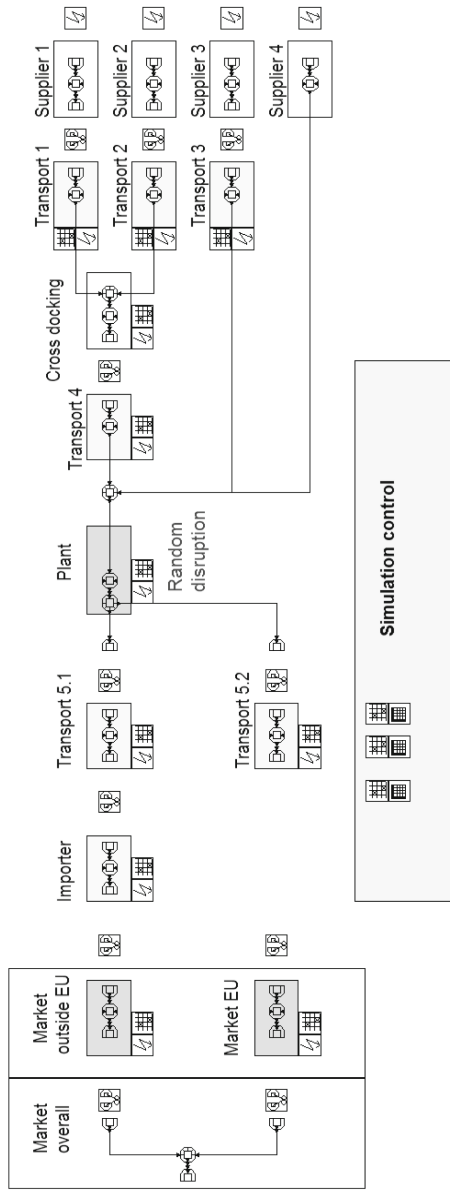 Supplier 1
Supplier 2
Supplier 3
Supplier 4
Transport 1
Transport 2
Transport 3
Cross docking
Transport 4
Plant
Random
disruption
Transport 5.1
Transport 5.2
Importer
Market
outside EU
Market EU
Market
overall
Simulation control